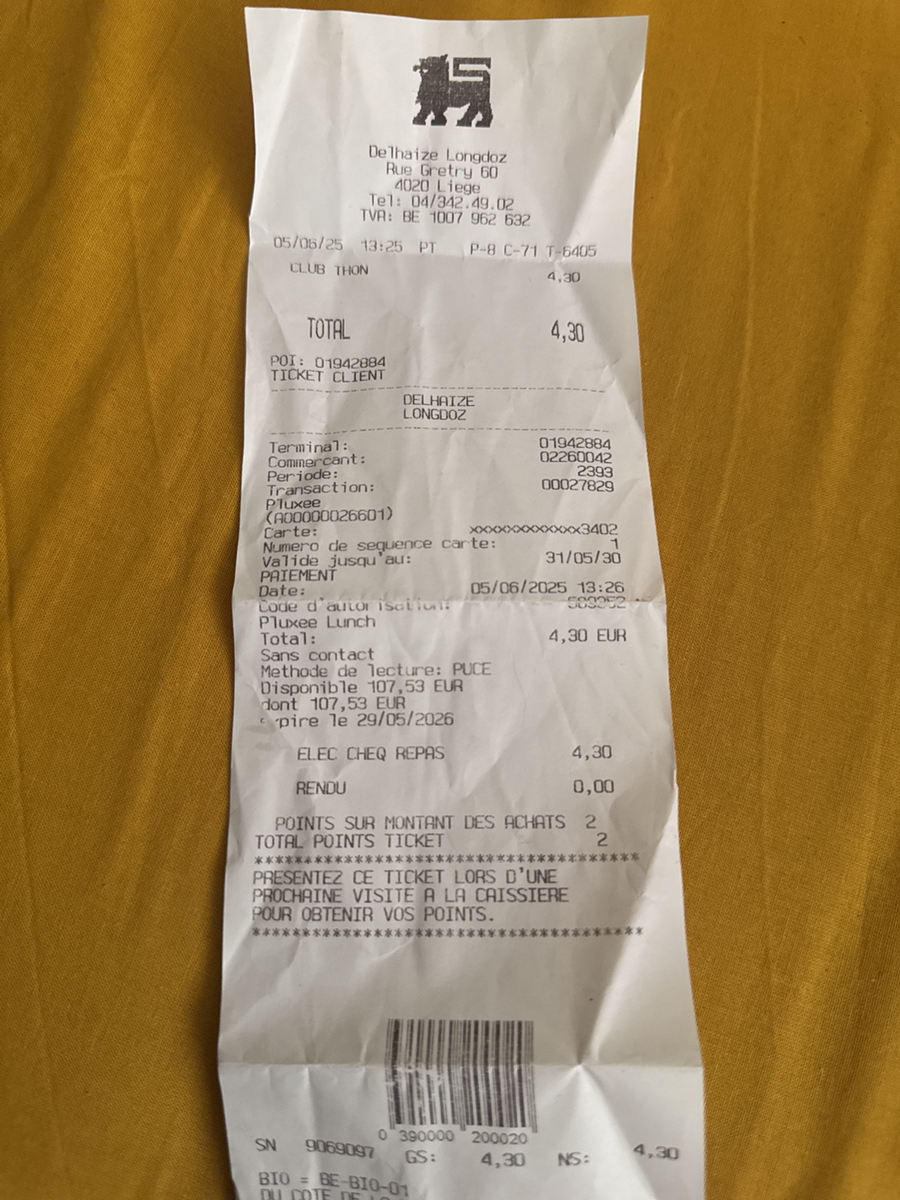 Delhaize Longdoz
Rue Gretry 60
4020 Liege
Tel: 04/342.49.02
TVA: BE 1007 962 632
05/06/25 13:25 PT P-8 C-71 T-6405
CLUB THON 4,30
TOTAL 4,30
POI: 01942884
TICKET CLIENT
DELHAIZE
LONGDOZ
Terminal: 01942884
Commercant: 02260042
Periode: 2393
Transaction: 00027829
Pluxee
(A00000026601)
Carte: xxxxxxxxxxxxx3402
Numero de sequence carte: 1
Valide jusqu'au: 31/05/30
PAIEMENT
Date: 05/06/2025 13:26
Code d'autorisation:
Pluxee Lunch
Total: 4,30 EUR
Sans contact
Methode de lecture: PUCE
Disponible 107,53 EUR
dont 107,53 EUR
le 29/05/2026
ELEC CHEQ REPAS 4,30
RENDU 0,00
POINTS SUR MONTANT DES ACHATS 2
TOTAL POINTS TICKET 2
****************************************
PRESENTEZ CE TICKET LORS D'UNE
PROCHAINE VISITE A LA CAISSIERE
POUR OBTENIR VOS POINTS.
****************************************
0 390000 200020
SN 9069097 GS: 4,30 NS: 4,30
BIO = BE-BIO-01
DU COTE DE